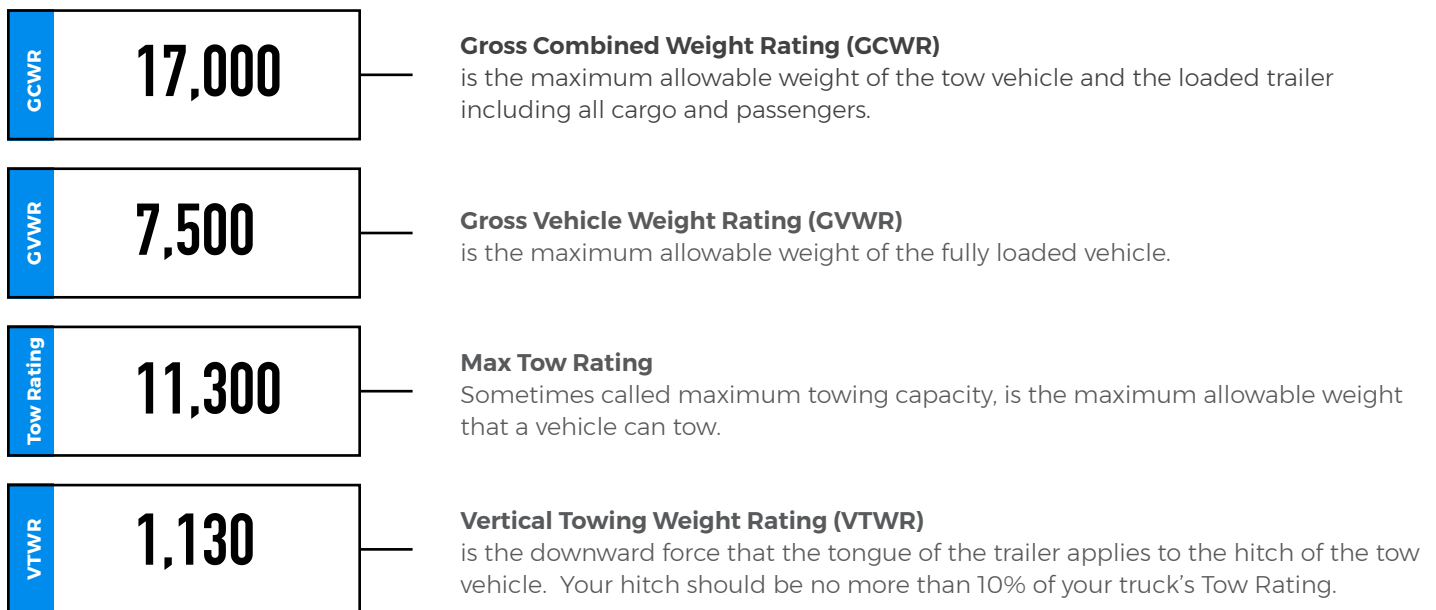 GCWR
17,000
Gross Combined Weight Rating (GCWR)
is the maximum allowable weight of the tow vehicle and the loaded trailer
including all cargo and passengers.
GVWR
7,500
Gross Vehicle Weight Rating (GVWR)
is the maximum allowable weight of the fully loaded vehicle.
Tow Rating
11,300
Max Tow Rating
Sometimes called maximum towing capacity, is the maximum allowable weight
that a vehicle can tow.
VTWR
1,130
Vertical Towing Weight Rating (VTWR)
is the downward force that the tongue of the trailer applies to the hitch of the tow
vehicle.  Your hitch should be no more than 10% of your truck's Tow Rating.